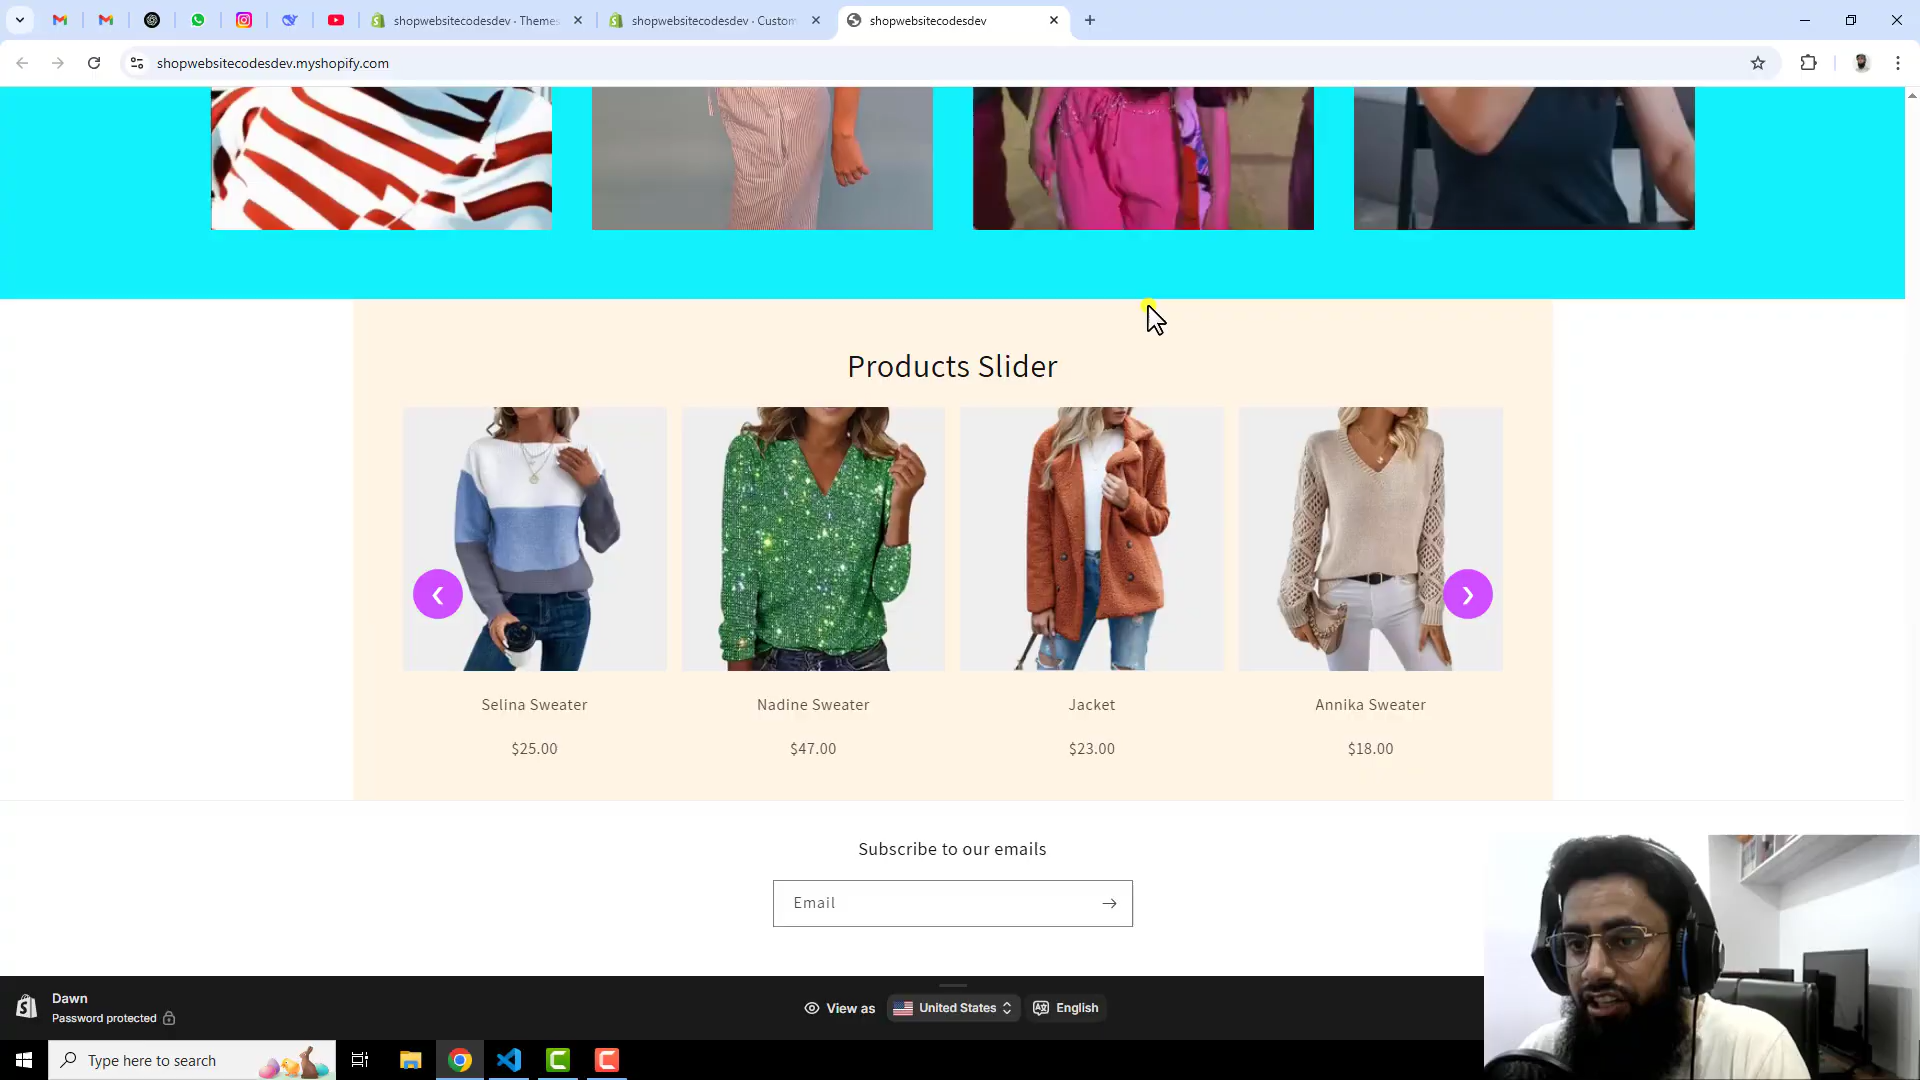 shopwebsitecodesdev · Themes
shopwebsitecodesdev · Custom
shopwebsitecodesdev
shopwebsitecodesdev.myshopify.com
Products Slider
Selina Sweater
Nadine Sweater
Jacket
Annika Sweater
$25.00
$47.00
$23.00
$18.00
Subscribe to our emails
Email
Dawn
Password protected
View as
United States
English
Type here to search